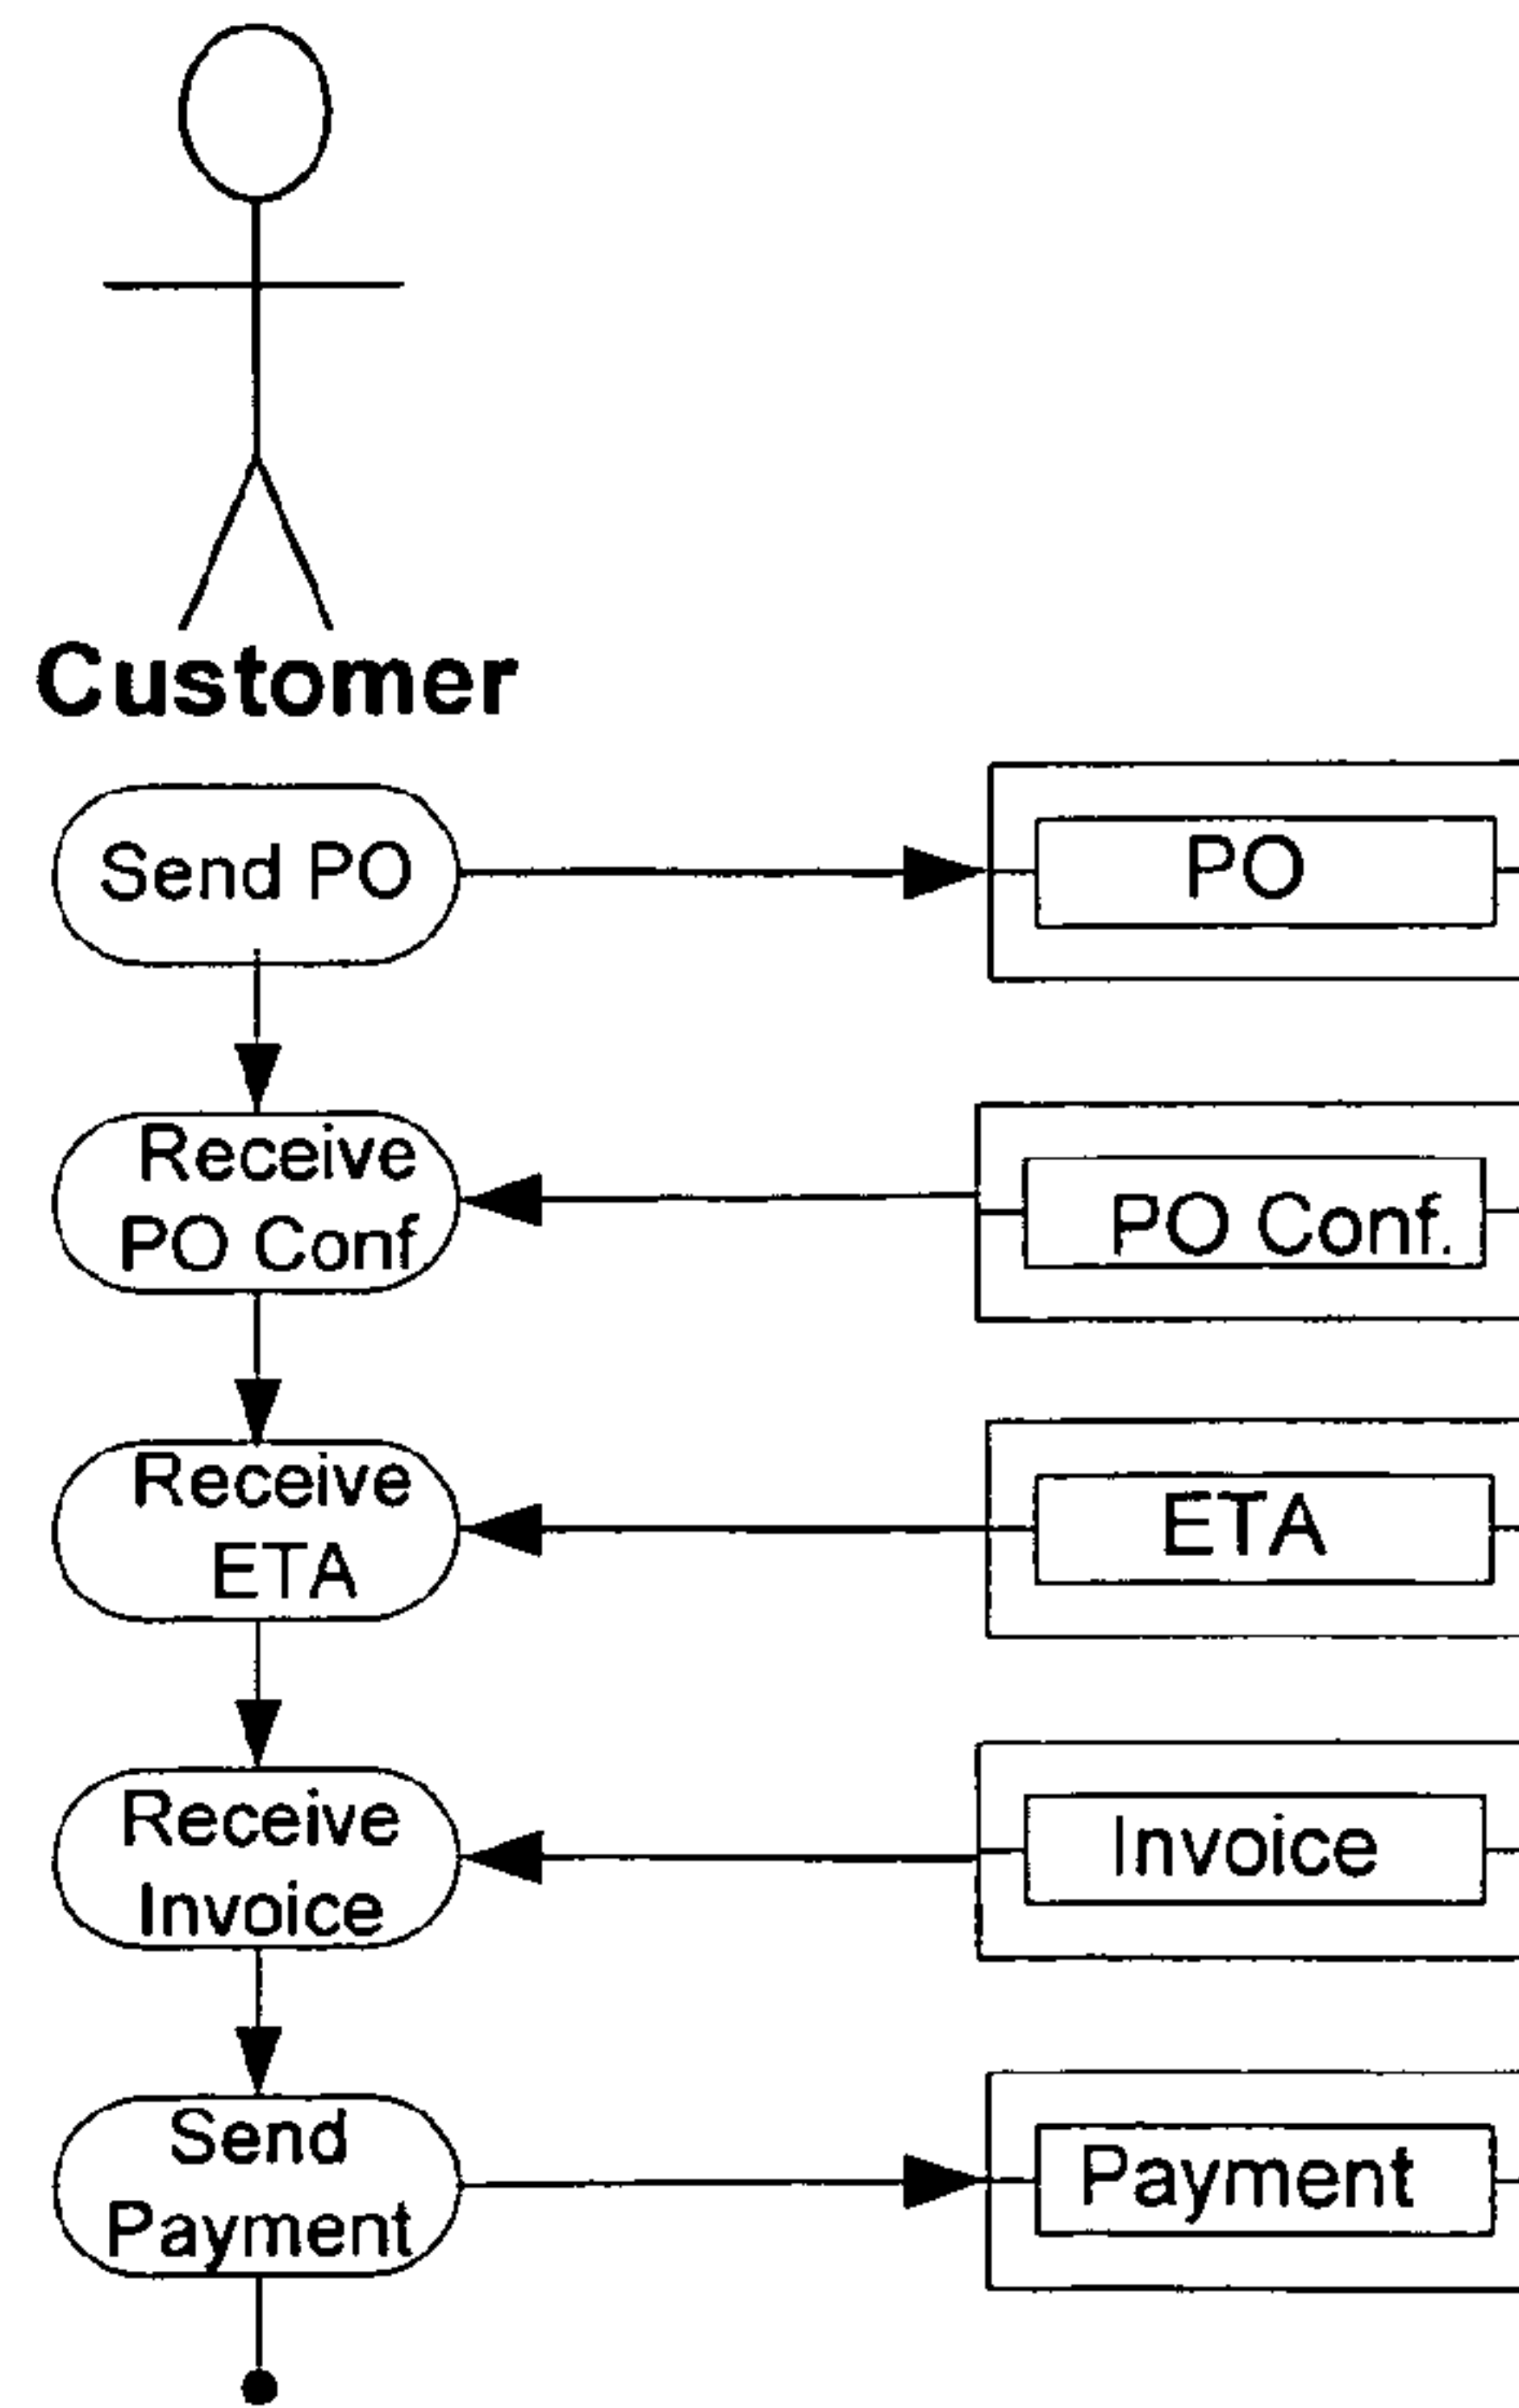 Customer
Send PO
PO
Receive
PO Conf
PO Conf.
Receive
ETA
ETA
Receive
Invoice
Invoice
Send
Payment
Payment